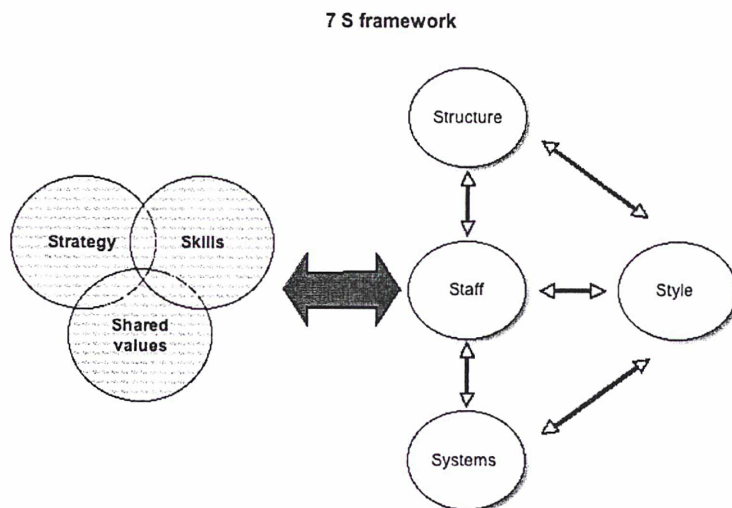 7 S framework
Structure
Strategy
Skills
Staff
Style
Shared
values
Systems